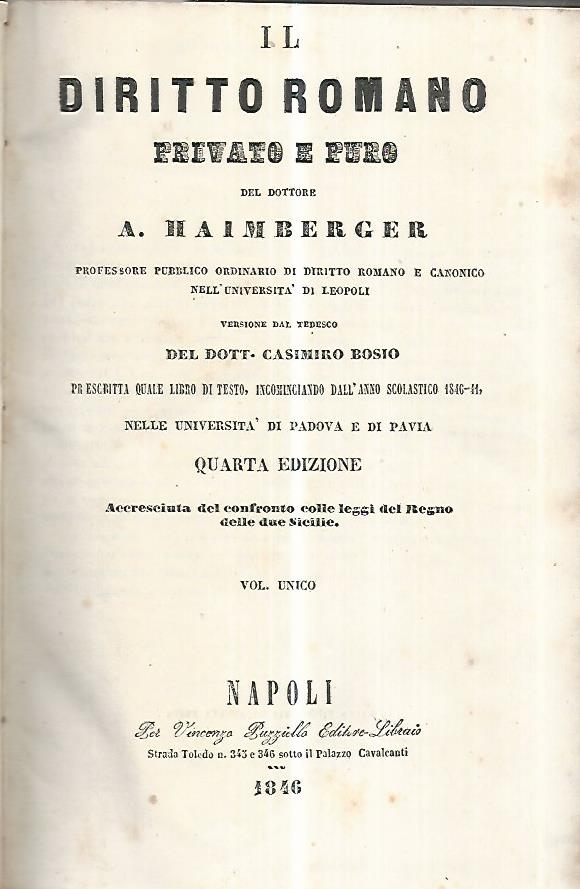 IL
DIRITTO ROMANO
PRIVATO E PURO
DEL DOTTORE
A. HAIMBERGER
PROFESSORE PUBBLICO ORDINARIO DI DIRITTO ROMANO E CANONICO
NELL'UNIVERSITA' DI LEOPOLI
VERSIONE DAL TEDESCO
DEL DOTT. CASIMIRO BOSIO
PRESCRITTA QUALE LIBRO DI TESTO, INCOMINCIANDO DALL'ANNO SCOLASTICO 1840-41,
NELLE UNIVERSITA' DI PADOVA E DI PAVIA
QUARTA EDIZIONE
Accresciuta del confronto colle leggi del Regno
delle due Sicilie.
VOL. UNICO
NAPOLI
Per Vincenzo Puzziello Editore-Libraio
Strada Toledo n. 345 e 346 sotto il Palazzo Cavalcanti
1846